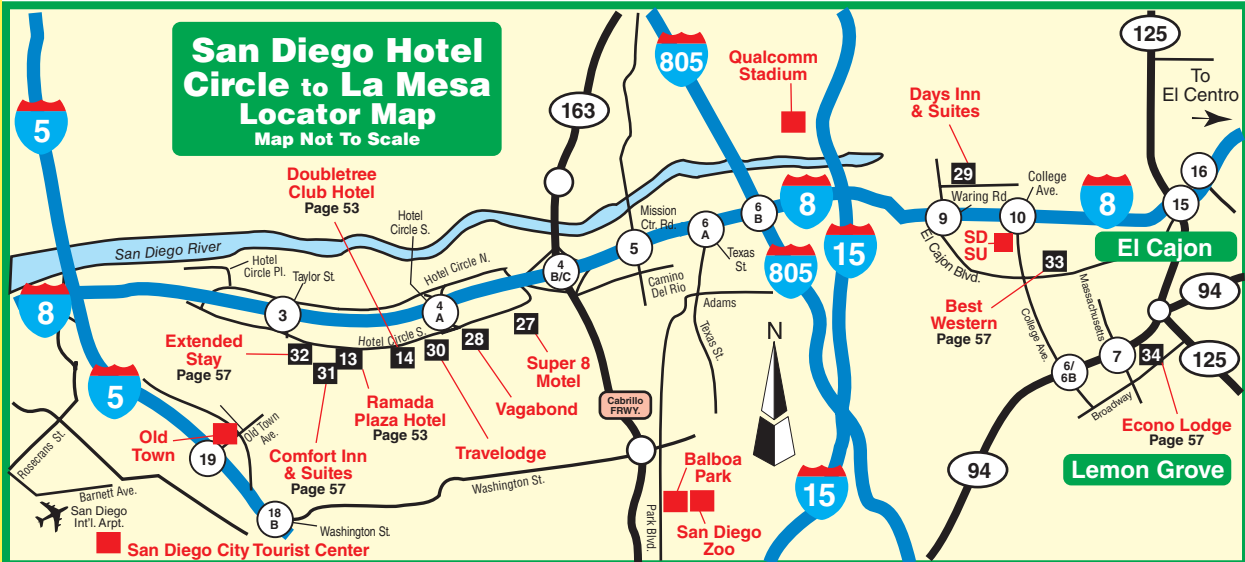 San Diego Hotel
Circle to La Mesa
Locator Map
Map Not To Scale
5
163
805
Qualcomm
Stadium
125
To
El Centro
Days Inn
& Suites
29
Waring Rd.
College
Ave.
8
16
15
9
10
SD
SU
El Cajon
El Cajon Blvd.
33
Best
Western
Page 57
Massachusetts
College Ave.
94
125
6/
6B
7
34
Broadway
Econo Lodge
Page 57
Lemon Grove
94
Doubletree
Club Hotel
Page 53
Hotel
Circle S.
San Diego River
Hotel
Circle Pl.
Taylor St.
Hotel Circle N.
4
B/C
5
Mission
Ctr. Rd.
6
A
Texas
St.
6
B
8
15
805
Camino
Del Rio
Adams
Texas St.
N
8
3
4
A
Hotel Circle S.
Extended
Stay
Page 57
32
31
13
14
30
28
27
Super 8
Motel
Vagabond
Travelodge
Ramada
Plaza Hotel
Page 53
Comfort Inn
& Suites
Page 57
Cabrillo
FRWY.
5
Old
Town
Old Town
Ave.
19
Rosecrans St.
Barnett Ave.
San Diego
Int'l. Arpt.
18
B
Washington St.
Washington St.
San Diego City Tourist Center
Park Blvd.
Balboa
Park
San Diego
Zoo
15